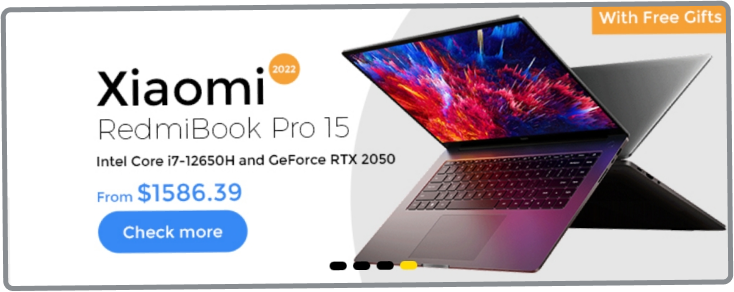 With Free Gifts
Xiaomi 2022
RedmiBook Pro 15
Intel Core i7-12650H and GeForce RTX 2050
From $1586.39
Check more